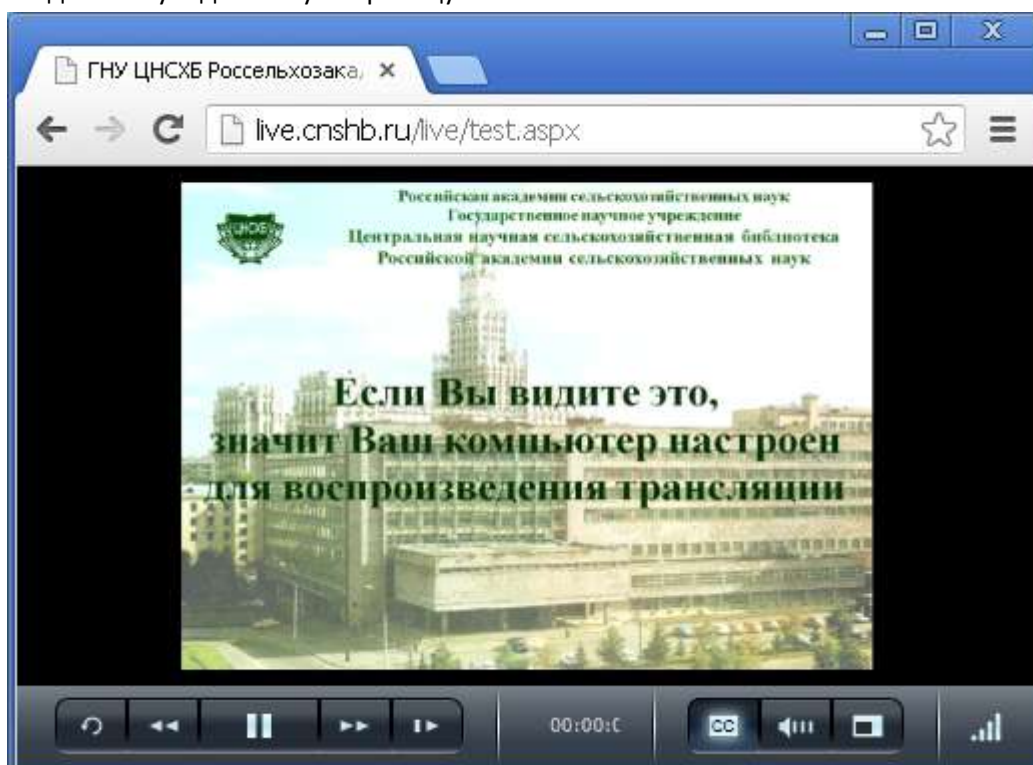 ГНУ ЦНСХБ Россельхозака
live.cnshb.ru/live/test.aspx
Российская академия сельскохозяйственных наук
Государственное научное учреждение
Центральная научная сельскохозяйственная библиотека
Российской академии сельскохозяйственных наук
ЦНСХБ
Если Вы видите это,
значит Ваш компьютер настроен
для воспроизведения трансляции
00:00:0
CC